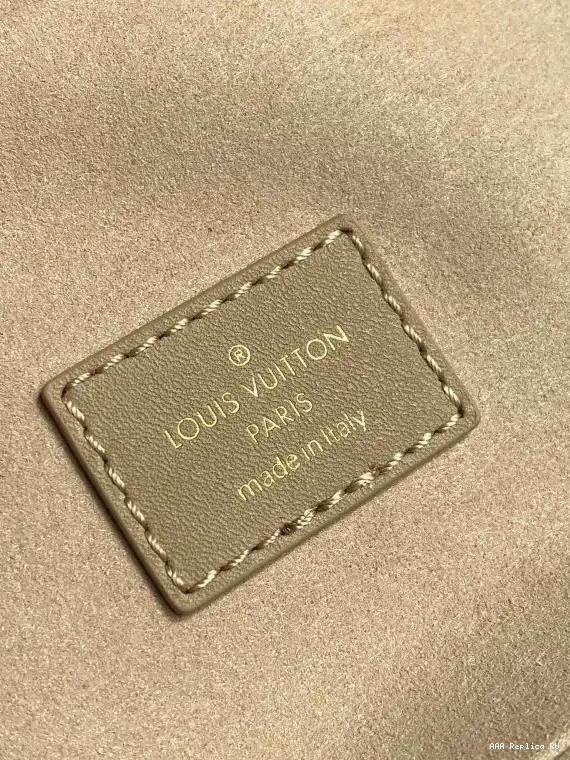 ®
LOUIS VUITTON
PARIS
made in Italy
AAA Replica RU